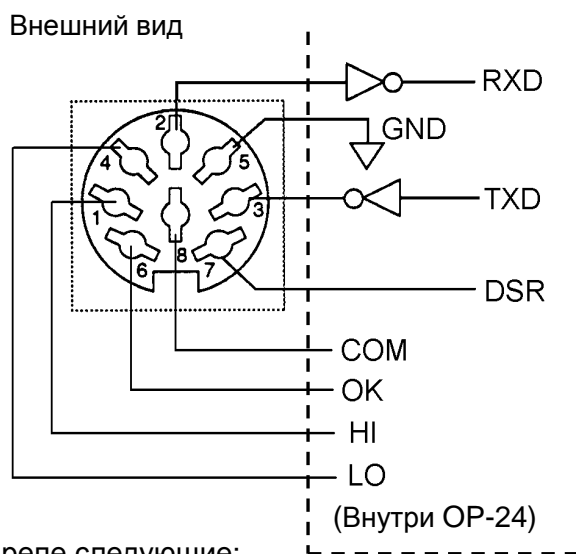 Внешний вид
RXD
2
GND
4
5
TXD
1
3
6
8
7
DSR
COM
OK
HI
LO
(Внутри OP-24)
следующие: